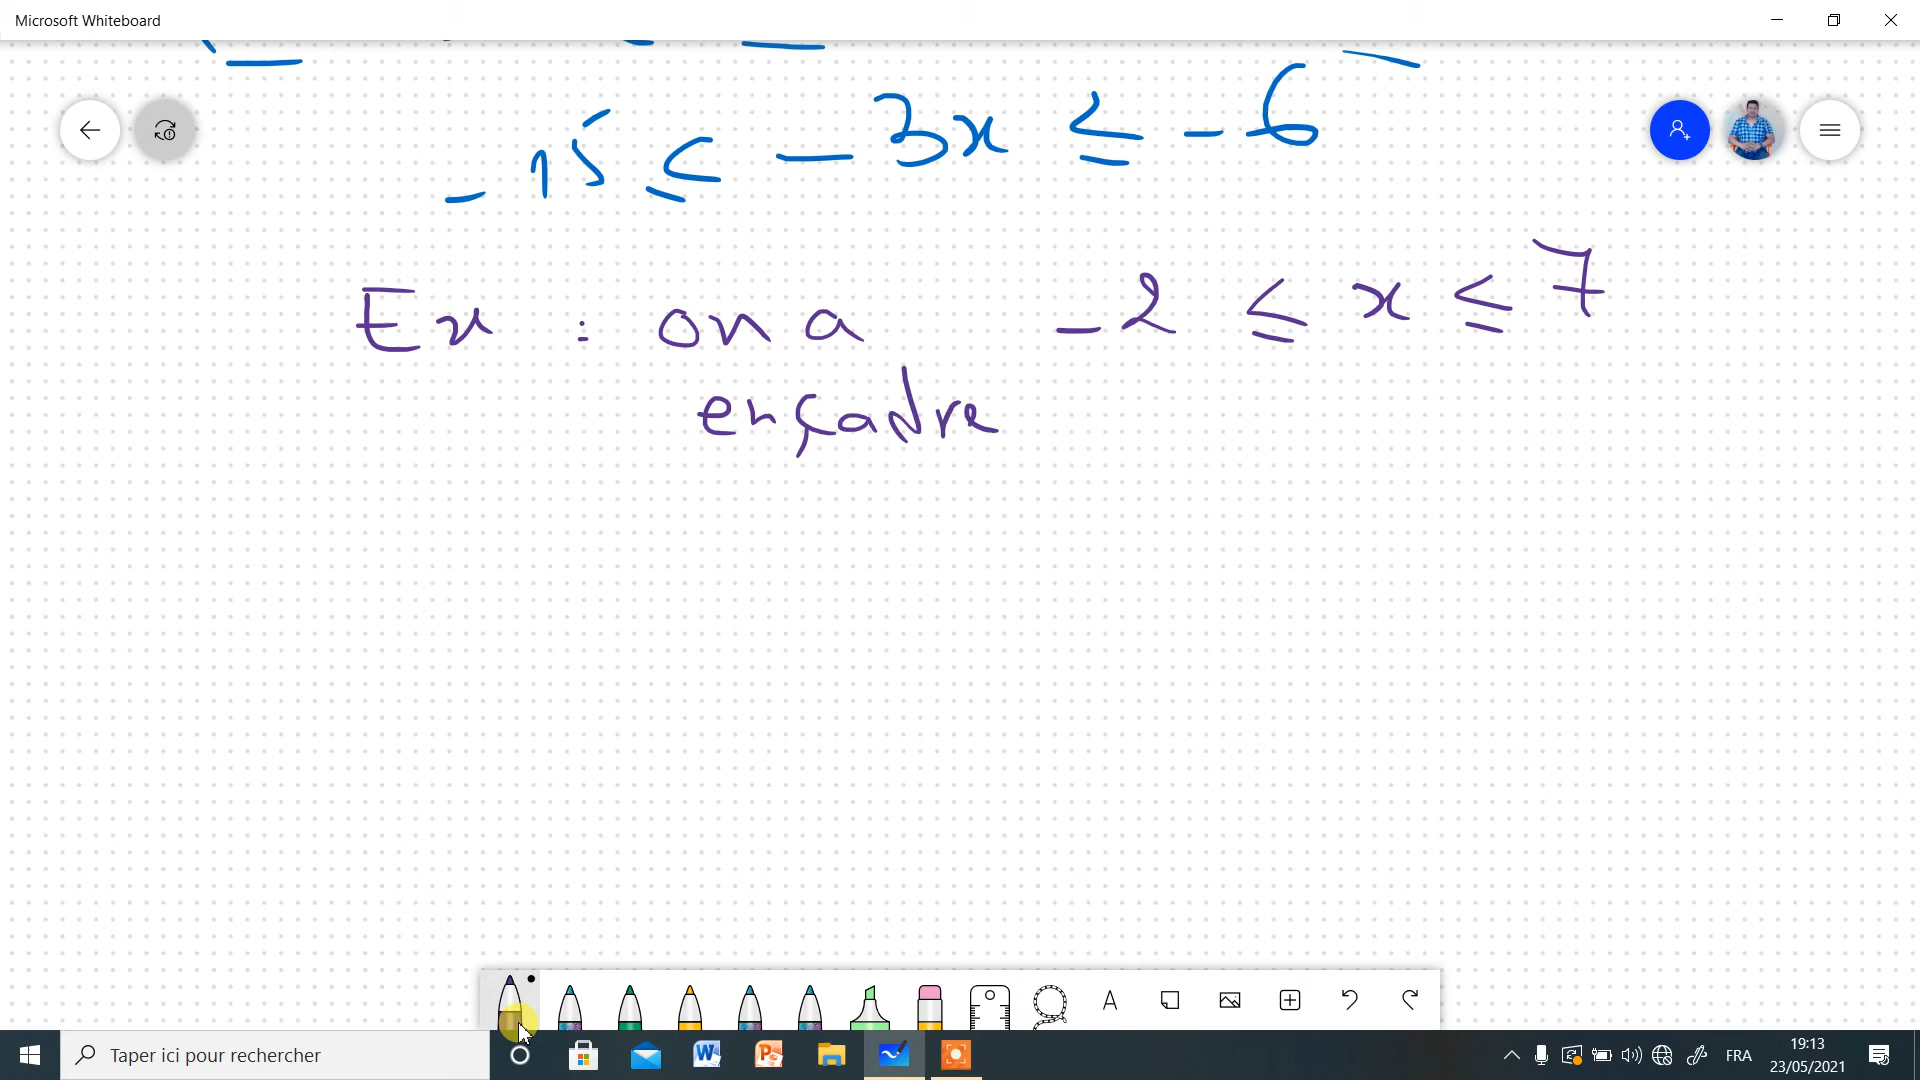 Microsoft Whiteboard
- 15 ≤ - 3x ≤ - 6
Ex : on a - 2 ≤ x ≤ 7
ençadre
Taper ici pour rechercher
FRA
19:13
23/05/2021